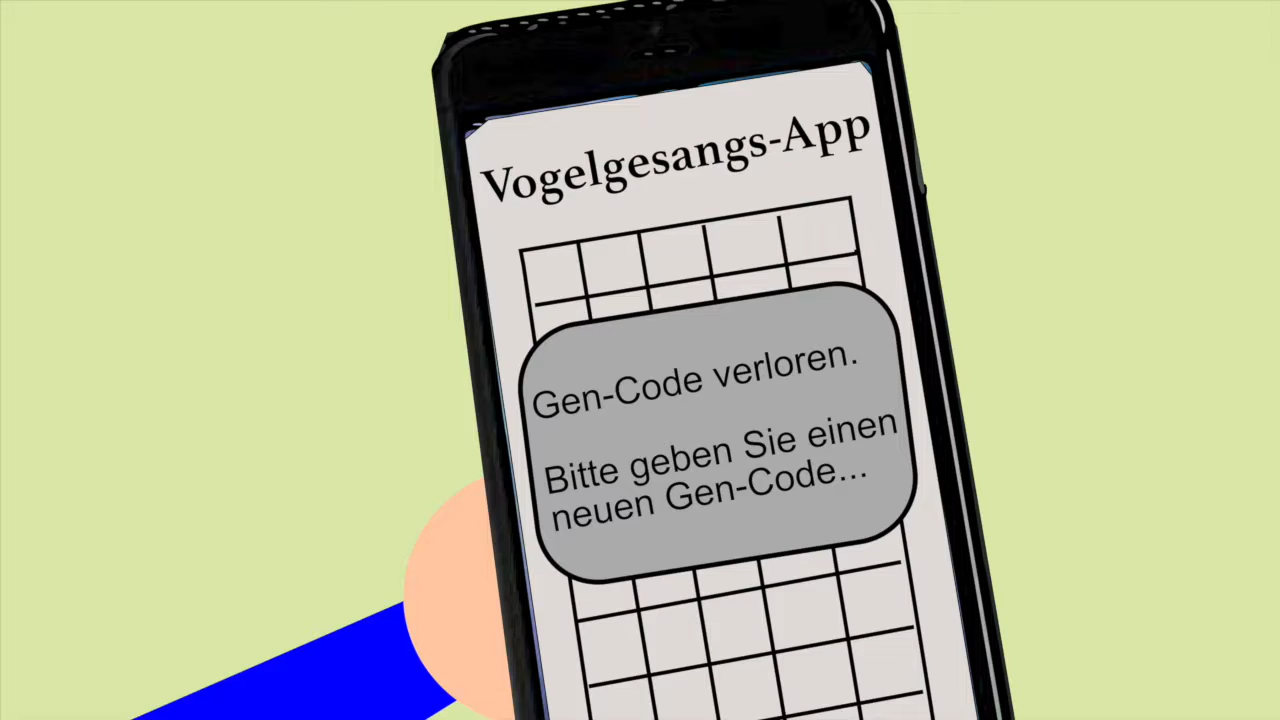 Vogelgesangs-App
Gen-Code verloren.
Bitte geben Sie einen
neuen Gen-Code...